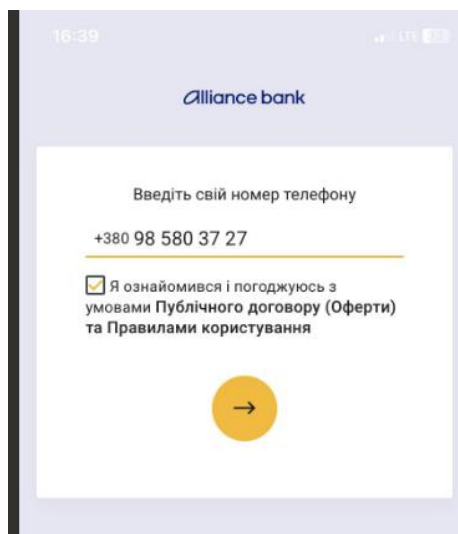 16:39
LTE
Alliance bank
Введіть свій номер телефону
+380 98 580 37 27
Я ознайомився і погоджуюсь з
умовами Публічного договору (Оферти)
та Правилами користування